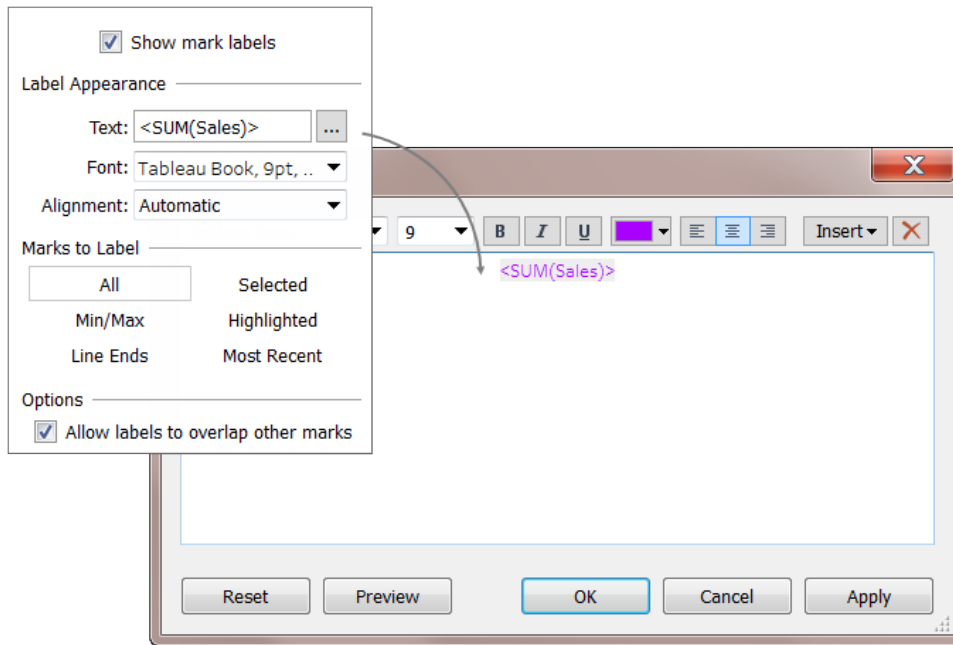 Show mark labels
Label Appearance
Text: <SUM(Sales)> ...
Font: Tableau Book, 9pt, ..
Alignment: Automatic
Marks to Label
All Selected
Min/Max Highlighted
Line Ends Most Recent
Options
Allow labels to overlap other marks
X
9 B I U Insert
<SUM(Sales)>
Reset Preview OK Cancel Apply